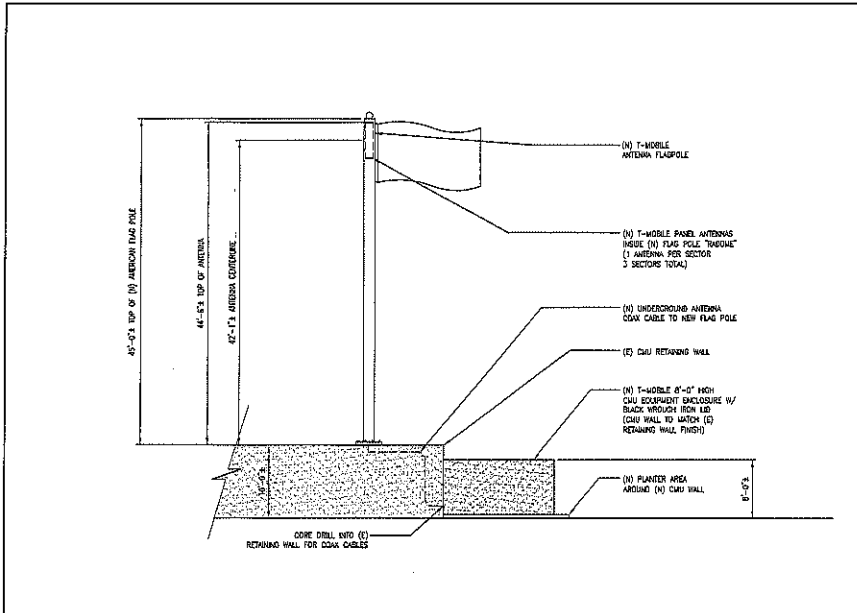 45'-0"± TOP OF (N) AMERICAN FLAG POLE
44'-6"± TOP OF ANTENNA
42'-1"± ANTENNA CENTERLINE
(N) T-MOBILE
ANTENNA FLAGPOLE
(N) T-MOBILE PANEL ANTENNAS
INSIDE (N) FLAG POLE "RADOME"
(1 ANTENNA PER SECTOR
3 SECTORS TOTAL)
(N) UNDERGROUND ANTENNA
COAX CABLE TO NEW FLAG POLE
(E) CMU RETAINING WALL
(N) T-MOBILE 8'-0" HIGH
CMU EQUIPMENT ENCLOSURE W/
BLACK WROUGH IRON LID
(CMU WALL TO MATCH (E)
RETAINING WALL FINISH)
(N) PLANTER AREA
AROUND (N) CMU WALL
10'-0"±
8'-0"±
CORE DRILL INTO (E)
RETAINING WALL FOR COAX CABLES